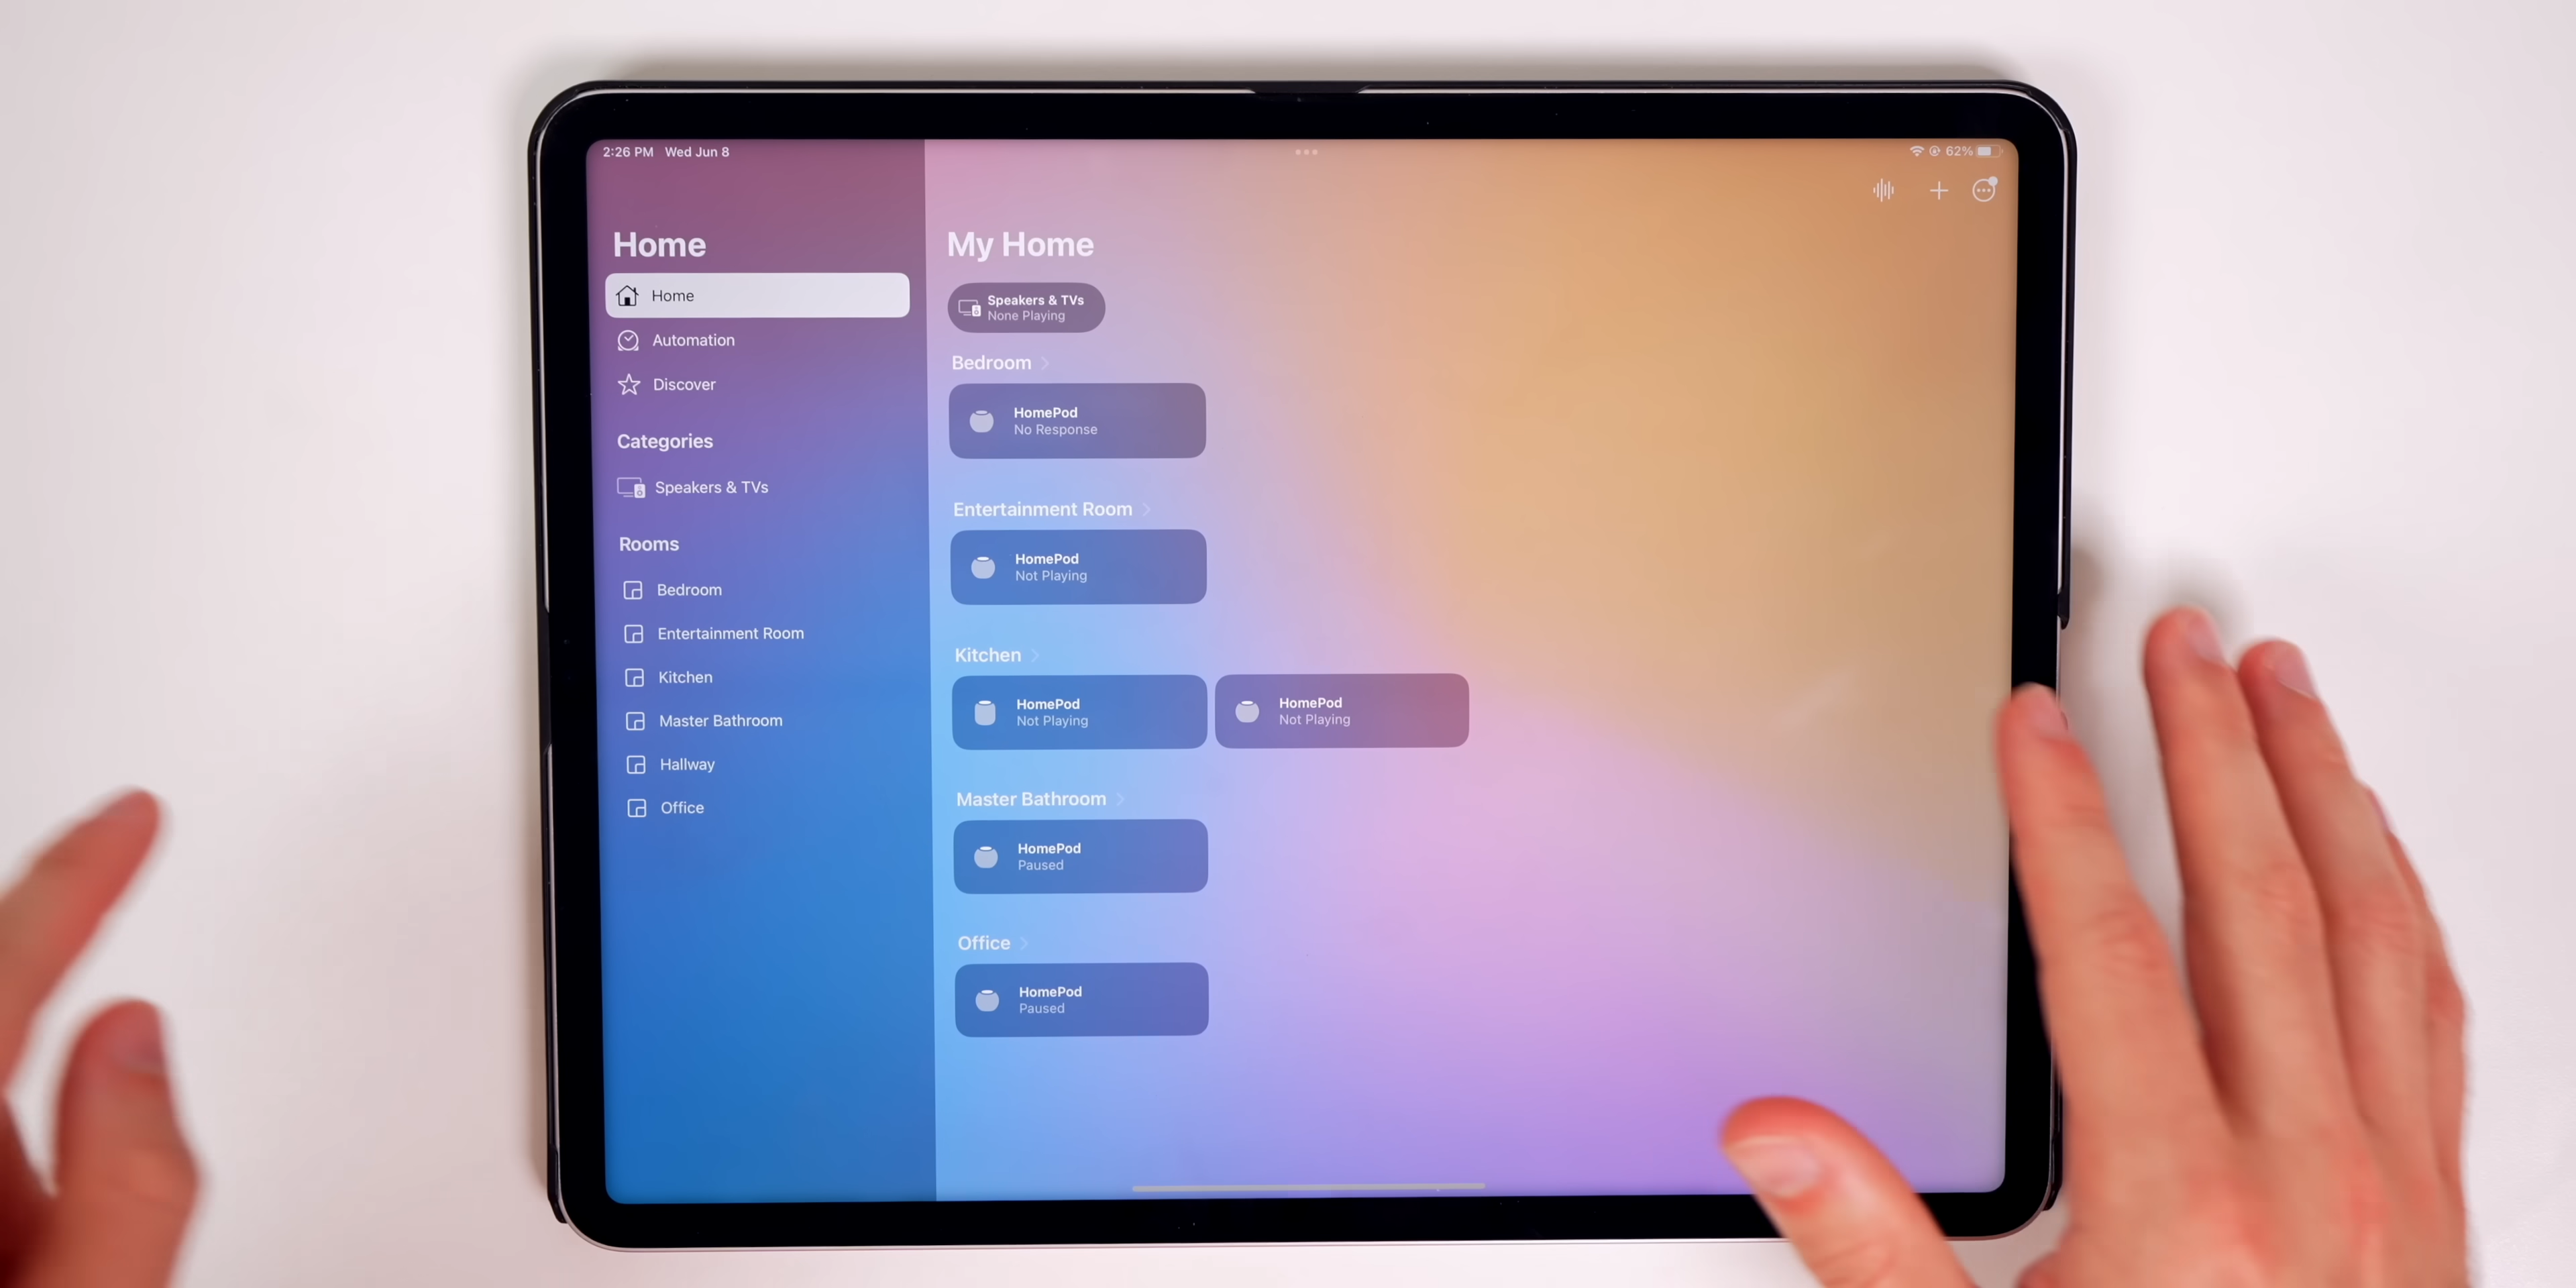 2:26 PM Wed Jun 8
62%
Home
Home
Automation
Discover
Categories
Speakers & TVs
Rooms
Bedroom
Entertainment Room
Kitchen
Master Bathroom
Hallway
Office
My Home
Speakers & TVs
None Playing
Bedroom
HomePod
No Response
Entertainment Room
HomePod
Not Playing
Kitchen
HomePod
Not Playing
HomePod
Not Playing
Master Bathroom
HomePod
Paused
Office
HomePod
Paused